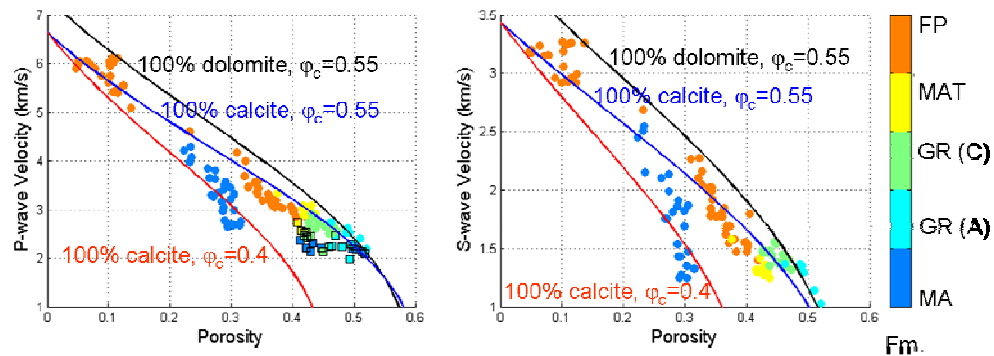 P-wave Velocity (km/s)
7
6
5
4
3
2
1
0 0.1 0.2 0.3 0.4 0.5 0.6
Porosity
100% dolomite, φc=0.55
100% calcite, φc=0.55
100% calcite, φc=0.4
S-wave Velocity (km/s)
3.5
3
2.5
2
1.5
1
0 0.1 0.2 0.3 0.4 0.5 0.6
Porosity
100% dolomite, φc=0.55
100% calcite, φc=0.55
100% calcite, φc=0.4
FP
MAT
GR (C)
GR (A)
MA
Fm.